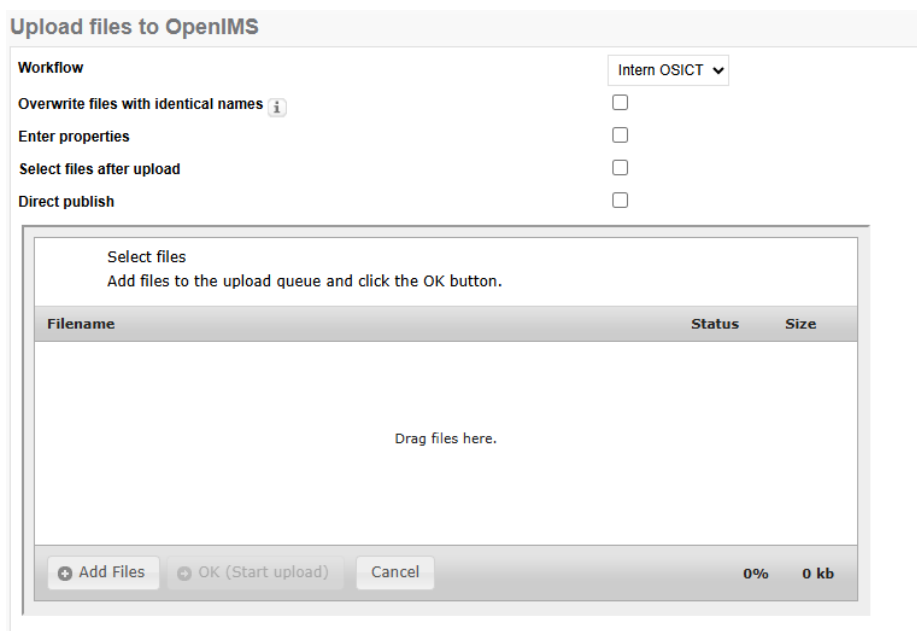 Upload files to OpenIMS
Workflow
Intern OSICT
Overwrite files with identical names i
Enter properties
Select files after upload
Direct publish
Select files
Add files to the upload queue and click the OK button.
Filename Status Size
Drag files here.
Add Files OK (Start upload) Cancel 0% 0 kb